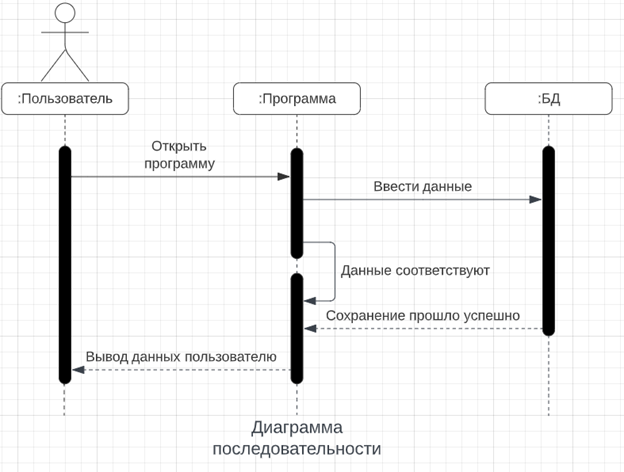 :Пользователь
:Программа
:БД
Открыть
программу
Ввести данные
Данные соответствуют
Сохранение прошло успешно
Вывод данных пользователю
Диаграмма
последовательности